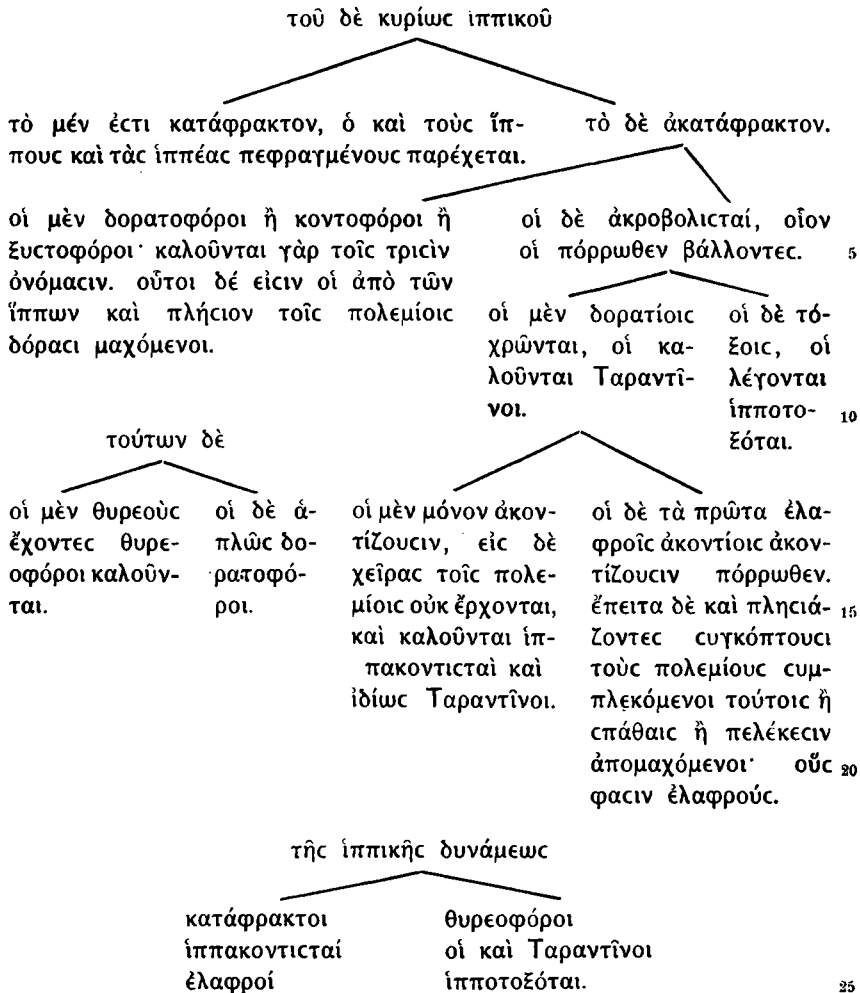 τοῦ δὲ κυρίωϲ ἱππικοῦ
τὸ μέν ἐϲτι κατάφρακτον, ὁ καὶ τοὺϲ ἵπ-
πουϲ καὶ τὰϲ ἱππέαϲ πεφραγμένουϲ παρέχεται.
τὸ δὲ ἀκατάφρακτον.
οἱ μὲν δορατοφόροι ἢ κοντοφόροι ἢ
ξυϲτοφόροι· καλοῦνται γὰρ τοῖϲ τριϲὶν
ὀνόμαϲιν. οὗτοι δέ εἰϲιν οἱ ἀπὸ τῶν
ἵππων καὶ πλήϲιον τοῖϲ πολεμίοιϲ
δόραϲι μαχόμενοι.
οἱ δὲ ἀκροβολιϲταί, οἷον
οἱ πόρρωθεν βάλλοντεϲ. 5
οἱ μὲν δορατίοιϲ
χρῶνται, οἱ κα-
λοῦνται Ταραντῖ-
νοι.
οἱ δὲ τό-
ξοιϲ, οἱ
λέγονται
ἱπποτο- 10
ξόται.
τούτων δὲ
οἱ μὲν θυρεοὺϲ
ἔχοντεϲ θυρε-
οφόροι καλοῦν-
ται.
οἱ δὲ ἁ-
πλῶϲ δο-
ρατοφό-
ροι.
οἱ μὲν μόνον ἀκον-
τίζουϲιν, εἰϲ δὲ
χεῖραϲ τοῖϲ πολε-
μίοιϲ οὐκ ἔρχονται,
καὶ καλοῦνται ἱπ-
πακοντιϲταὶ καὶ
ἰδίωϲ Ταραντῖνοι.
οἱ δὲ τὰ πρῶτα ἐλα-
φροῖϲ ἀκοντίοιϲ ἀκον-
τίζουϲιν πόρρωθεν.
ἔπειτα δὲ καὶ πληϲιά- 15
ζοντεϲ ϲυγκόπτουϲι
τοὺϲ πολεμίουϲ ϲυμ-
πλεκόμενοι τούτοιϲ ἢ
ϲπάθαιϲ ἢ πελέκεϲιν
ἀπομαχόμενοι· οὕϲ 20
φαϲιν ἐλαφρούϲ.
τῆϲ ἱππικῆϲ δυνάμεωϲ
κατάφρακτοι
ἱππακοντιϲταί
ἐλαφροί
θυρεοφόροι
οἱ καὶ Ταραντῖνοι
ἱπποτοξόται. 25